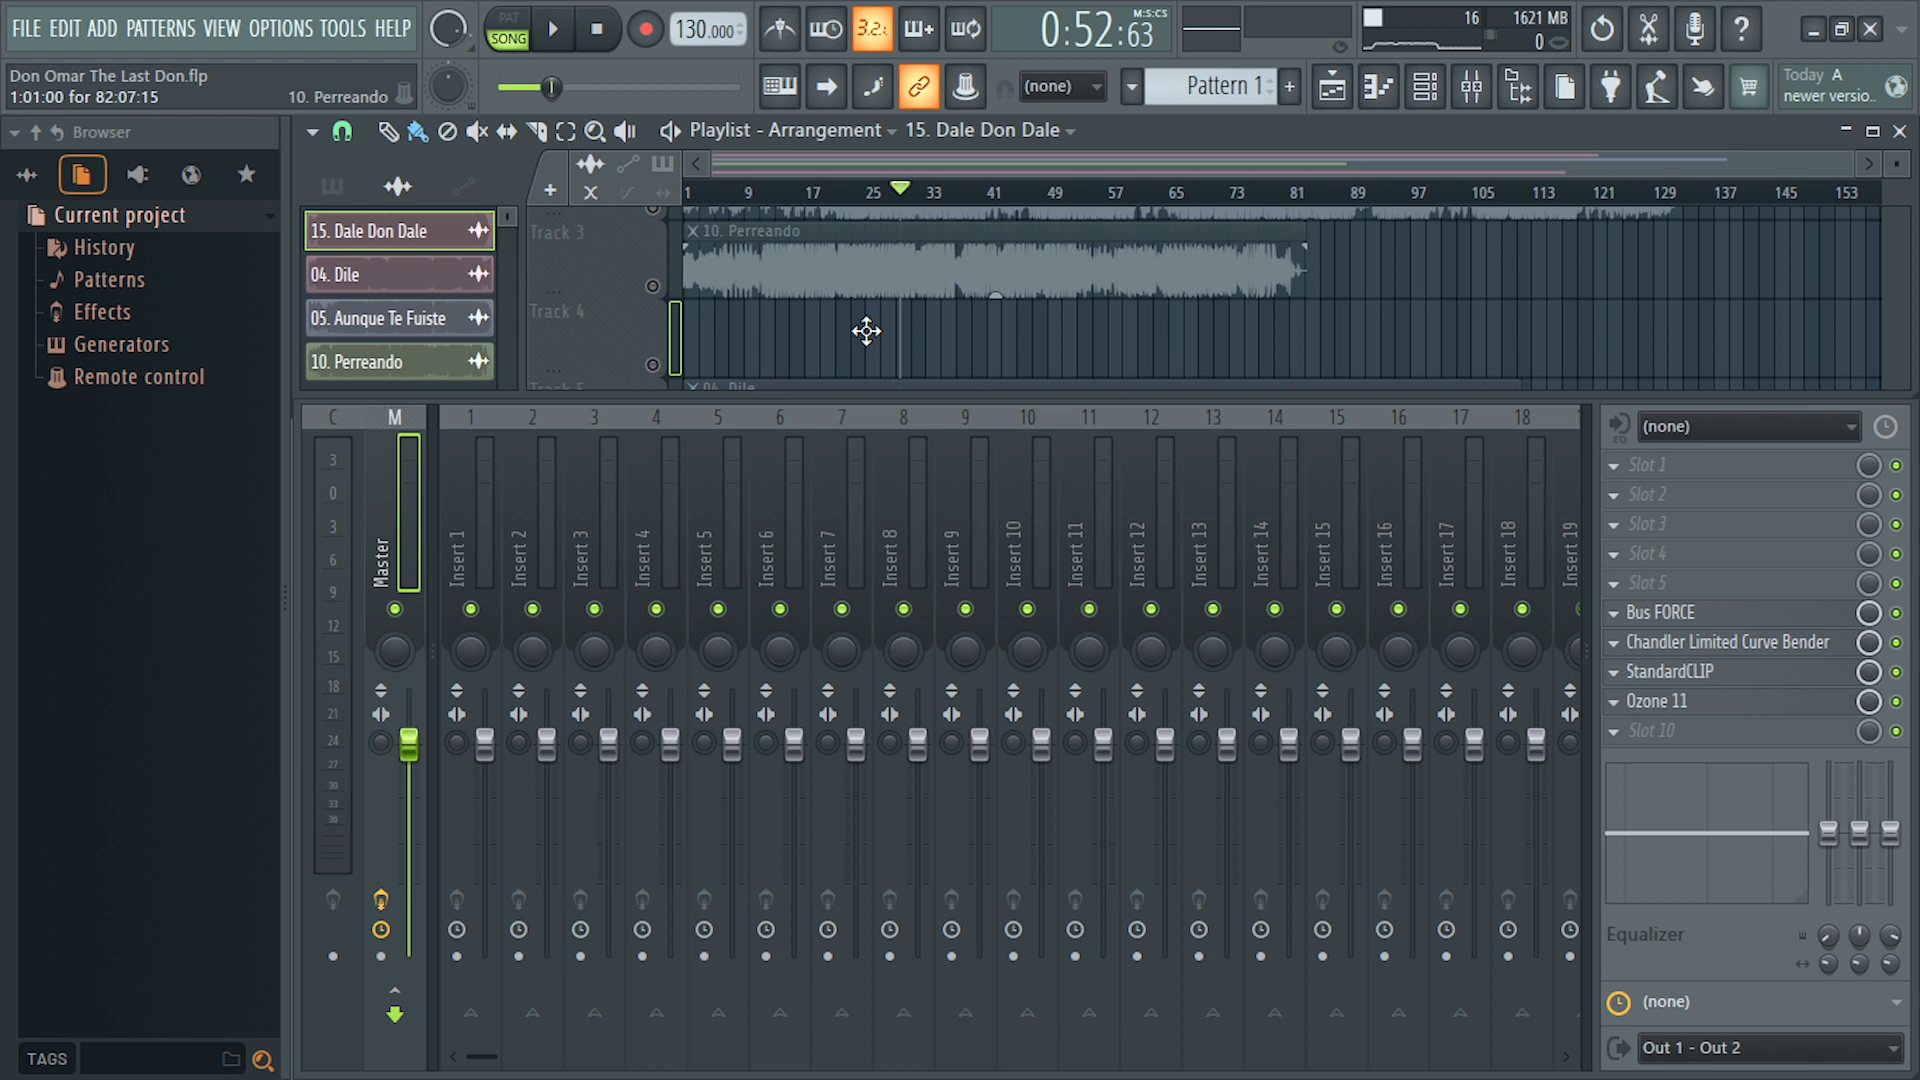 FILE EDIT ADD PATTERNS VIEW OPTIONS TOOLS HELP
PAT
SONG
130.000
3.2.
0:52:63
M:S:CS
16
1621 MB
0
Don Omar The Last Don.flp
1:01:00 for 82:07:15
10. Perreando
(none)
Pattern 1
Today A
newer versio..
Browser
Playlist - Arrangement
15. Dale Don Dale
Current project
History
Patterns
Effects
Generators
Remote control
15. Dale Don Dale
04. Dile
05. Aunque Te Fuiste
10. Perreando
1 9 17 25 33 41 49 57 65 73 81 89 97 105 113 121 129 137 145 153
Track 3
10. Perreando
Track 4
Track 5
04. Dile
C M 1 2 3 4 5 6 7 8 9 10 11 12 13 14 15 16 17 18
3
0
3
6
9
12
15
18
21
24
27
30
33
36
Master
Insert 1
Insert 2
Insert 3
Insert 4
Insert 5
Insert 6
Insert 7
Insert 8
Insert 9
Insert 10
Insert 11
Insert 12
Insert 13
Insert 14
Insert 15
Insert 16
Insert 17
Insert 18
Insert 19
EQ
(none)
Slot 1
Slot 2
Slot 3
Slot 4
Slot 5
Bus FORCE
Chandler Limited Curve Bender
StandardCLIP
Ozone 11
Slot 10
Equalizer
(none)
Out 1 - Out 2
TAGS